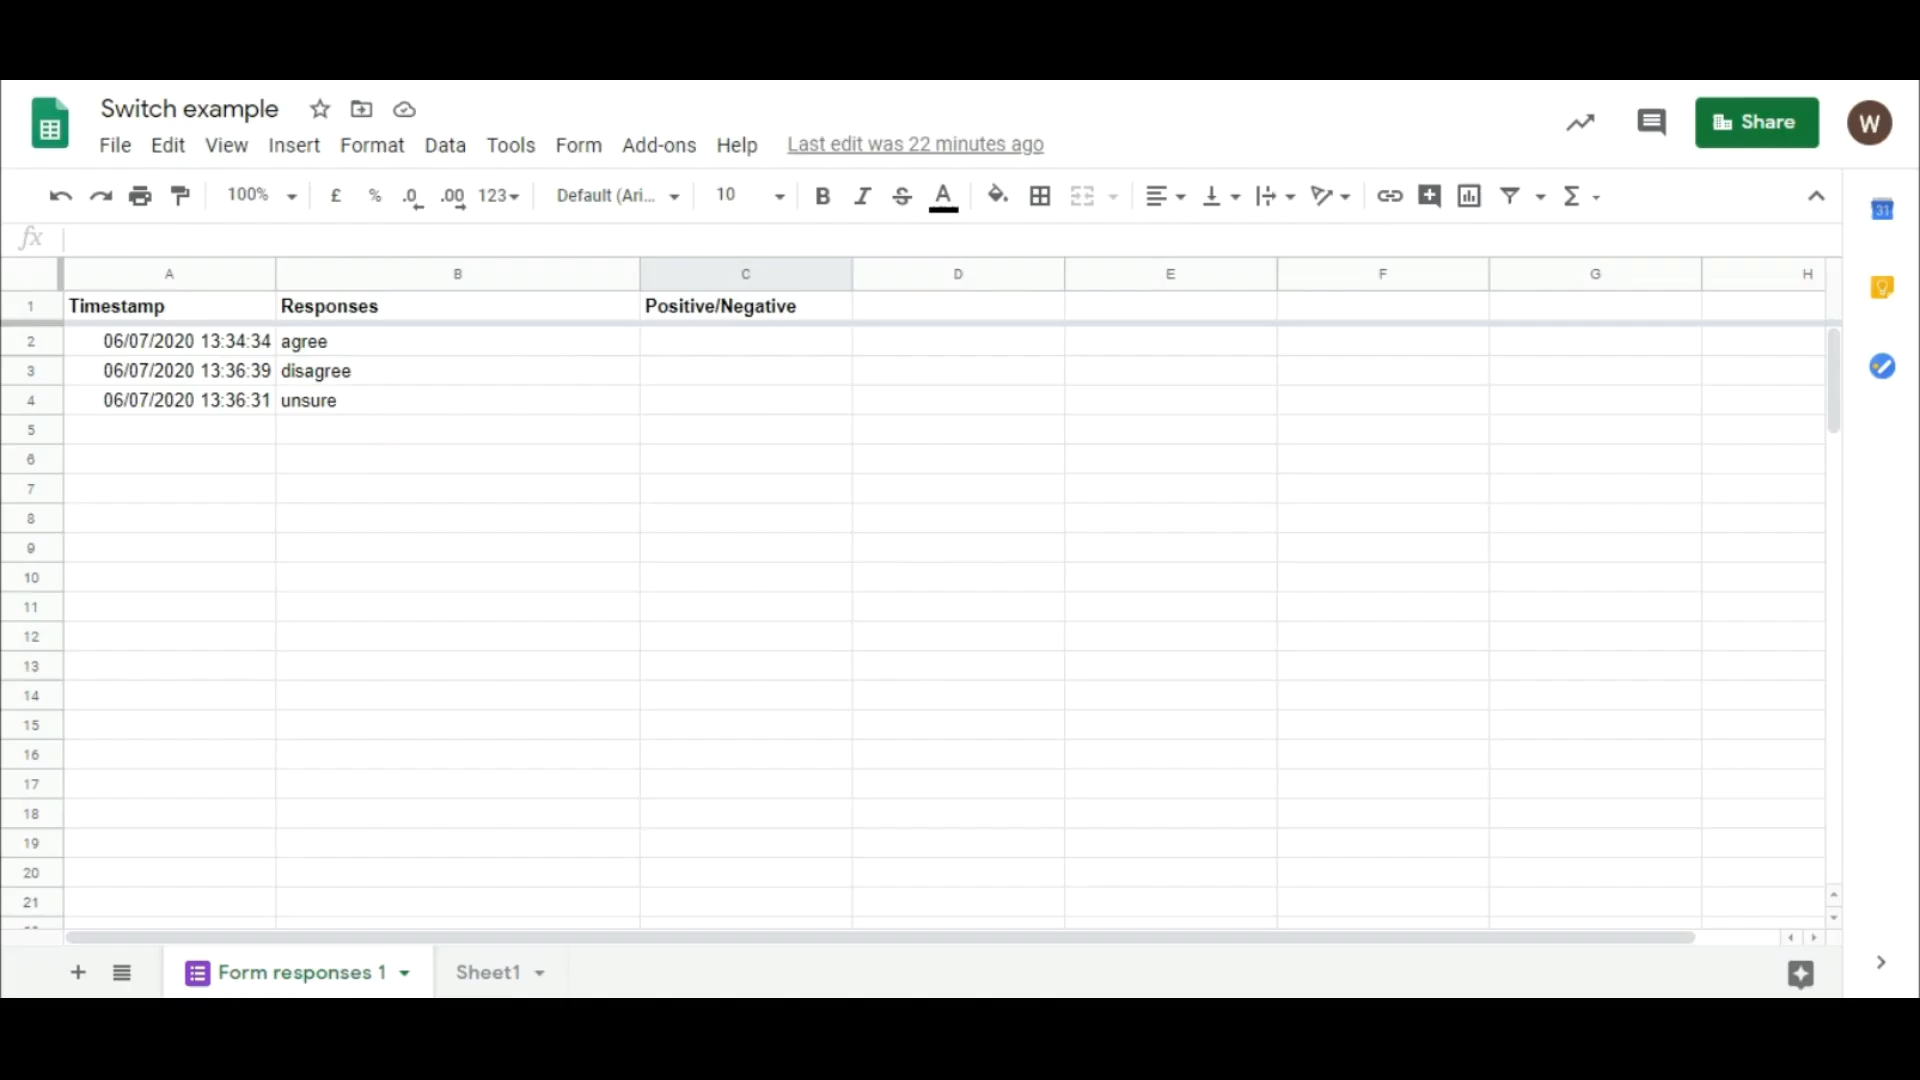 Switch example
File Edit View Insert Format Data Tools Form Add-ons Help Last edit was 22 minutes ago
Share
W
100% £ % .0 .00 123 Default (Ari... 10 B I S A Σ
31
fx
A B C D E F G H
1 Timestamp Responses Positive/Negative
2 06/07/2020 13:34:34 agree
3 06/07/2020 13:36:39 disagree
4 06/07/2020 13:36:31 unsure
5
6
7
8
9
10
11
12
13
14
15
16
17
18
19
20
21
Form responses 1 Sheet1